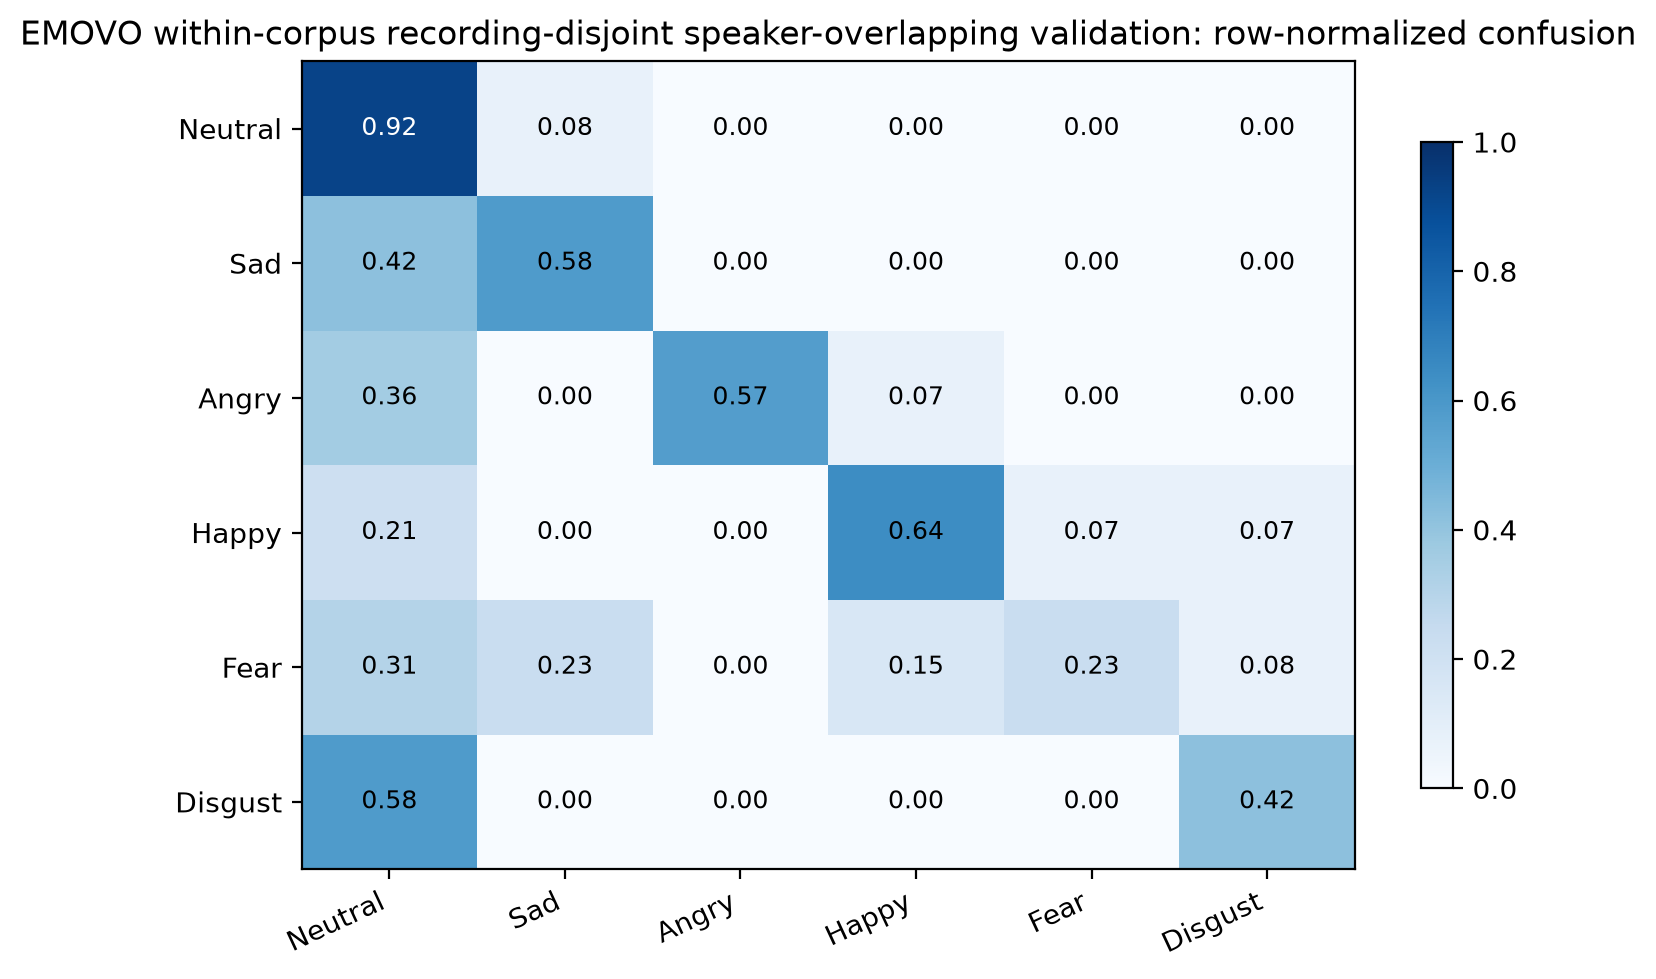 EMOVO within-corpus recording-disjoint speaker-overlapping validation: row-normalized confusion
Neutral 0.92 0.08 0.00 0.00 0.00 0.00
Sad 0.42 0.58 0.00 0.00 0.00 0.00
Angry 0.36 0.00 0.57 0.07 0.00 0.00
Happy 0.21 0.00 0.00 0.64 0.07 0.07
Fear 0.31 0.23 0.00 0.15 0.23 0.08
Disgust 0.58 0.00 0.00 0.00 0.00 0.42
Neutral Sad Angry Happy Fear Disgust
1.0
0.8
0.6
0.4
0.2
0.0